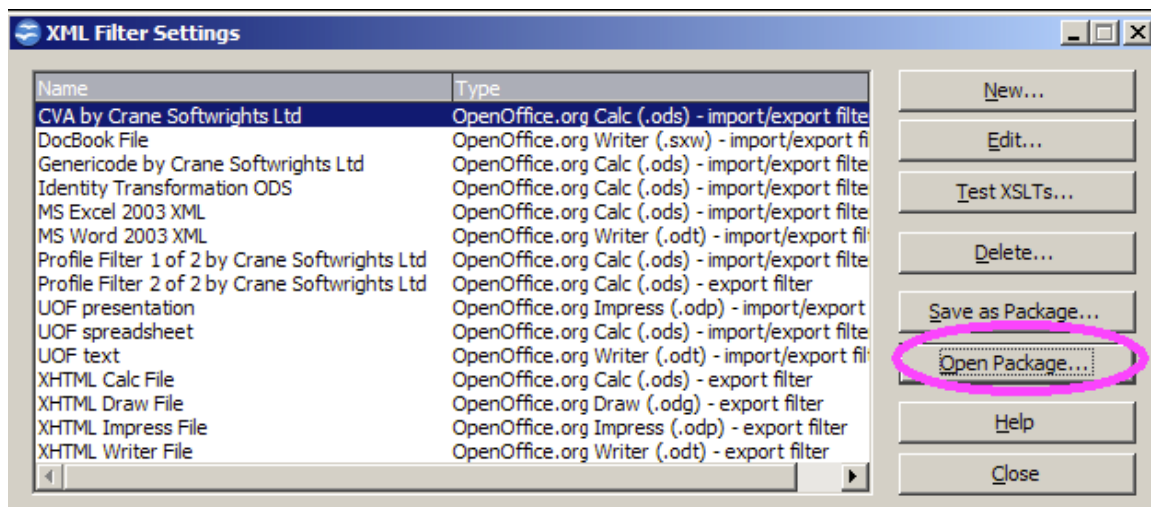 XML Filter Settings
Name Type
CVA by Crane Softwrights Ltd OpenOffice.org Calc (.ods) - import/export filte
DocBook File OpenOffice.org Writer (.sxw) - import/export fi
Genericode by Crane Softwrights Ltd OpenOffice.org Calc (.ods) - import/export filte
Identity Transformation ODS OpenOffice.org Calc (.ods) - import/export filte
MS Excel 2003 XML OpenOffice.org Calc (.ods) - import/export filte
MS Word 2003 XML OpenOffice.org Writer (.odt) - import/export fil
Profile Filter 1 of 2 by Crane Softwrights Ltd OpenOffice.org Calc (.ods) - import/export filte
Profile Filter 2 of 2 by Crane Softwrights Ltd OpenOffice.org Calc (.ods) - export filter
UOF presentation OpenOffice.org Impress (.odp) - import/export
UOF spreadsheet OpenOffice.org Calc (.ods) - import/export filte
UOF text OpenOffice.org Writer (.odt) - import/export fil
XHTML Calc File OpenOffice.org Calc (.ods) - export filter
XHTML Draw File OpenOffice.org Draw (.odg) - export filter
XHTML Impress File OpenOffice.org Impress (.odp) - export filter
XHTML Writer File OpenOffice.org Writer (.odt) - export filter
New...
Edit...
Test XSLTs...
Delete...
Save as Package...
Open Package...
Help
Close